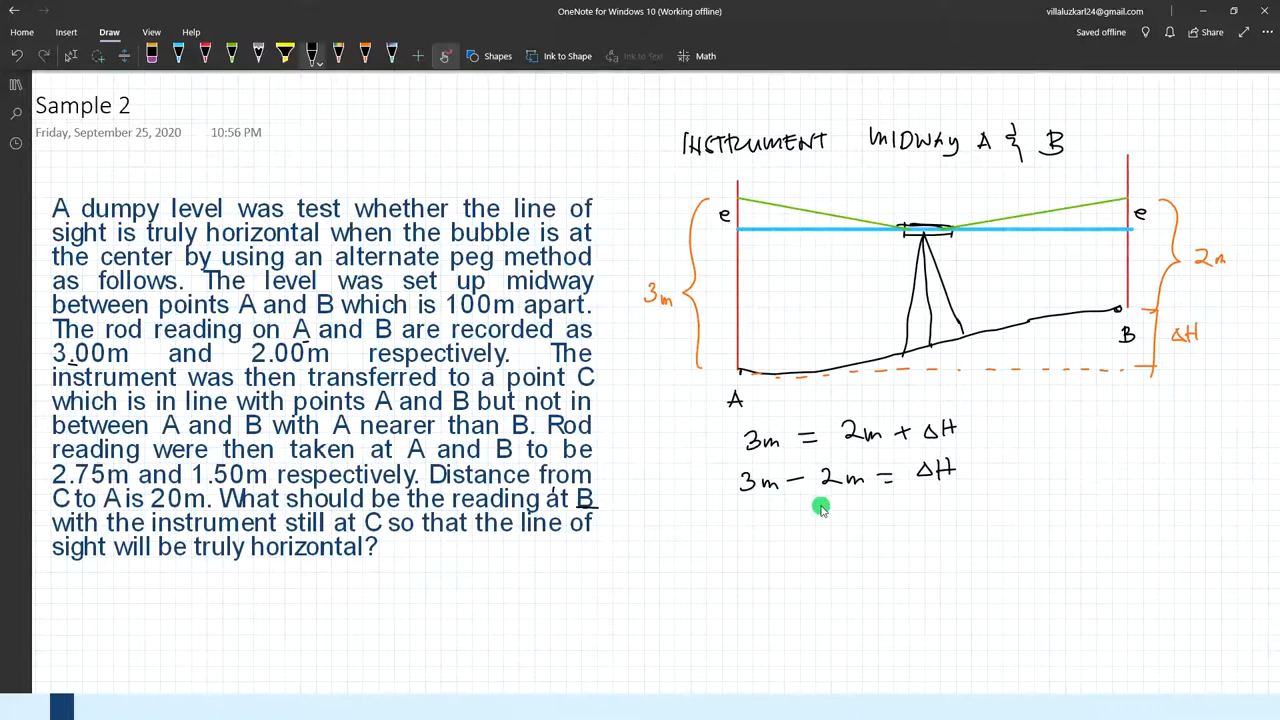 OneNote for Windows 10 (Working offline)
villaluzkarl24@gmail.com
Home Insert Draw View Help
Saved offline
Share
Shapes Ink to Shape Ink to Text Math
Sample 2
Friday, September 25, 2020 10:56 PM
A dumpy level was test whether the line of
sight is truly horizontal when the bubble is at
the center by using an alternate peg method
as follows. The level was set up midway
between points A and B which is 100m apart.
The rod reading on A and B are recorded as
3.00m and 2.00m respectively. The
instrument was then transferred to a point C
which is in line with points A and B but not in
between A and B with A nearer than B. Rod
reading were then taken at A and B to be
2.75m and 1.50m respectively. Distance from
C to A is 20m. What should be the reading at B
with the instrument still at C so that the line of
sight will be truly horizontal?
INSTRUMENT MIDWAY A & B
e
e
3m
2m
ΔH
B
A
3m = 2m + ΔH
3m - 2m = ΔH